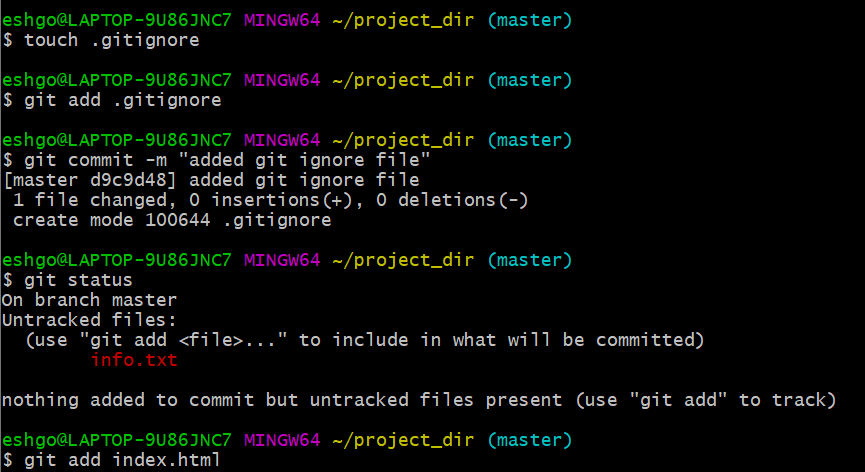 eshgo@LAPTOP-9U86JNC7 MINGW64 ~/project_dir (master)
$ touch .gitignore
eshgo@LAPTOP-9U86JNC7 MINGW64 ~/project_dir (master)
$ git add .gitignore
eshgo@LAPTOP-9U86JNC7 MINGW64 ~/project_dir (master)
$ git commit -m "added git ignore file"
[master d9c9d48] added git ignore file
 1 file changed, 0 insertions(+), 0 deletions(-)
 create mode 100644 .gitignore
eshgo@LAPTOP-9U86JNC7 MINGW64 ~/project_dir (master)
$ git status
On branch master
Untracked files:
  (use "git add <file>..." to include in what will be committed)
        info.txt
nothing added to commit but untracked files present (use "git add" to track)
eshgo@LAPTOP-9U86JNC7 MINGW64 ~/project_dir (master)
$ git add index.html